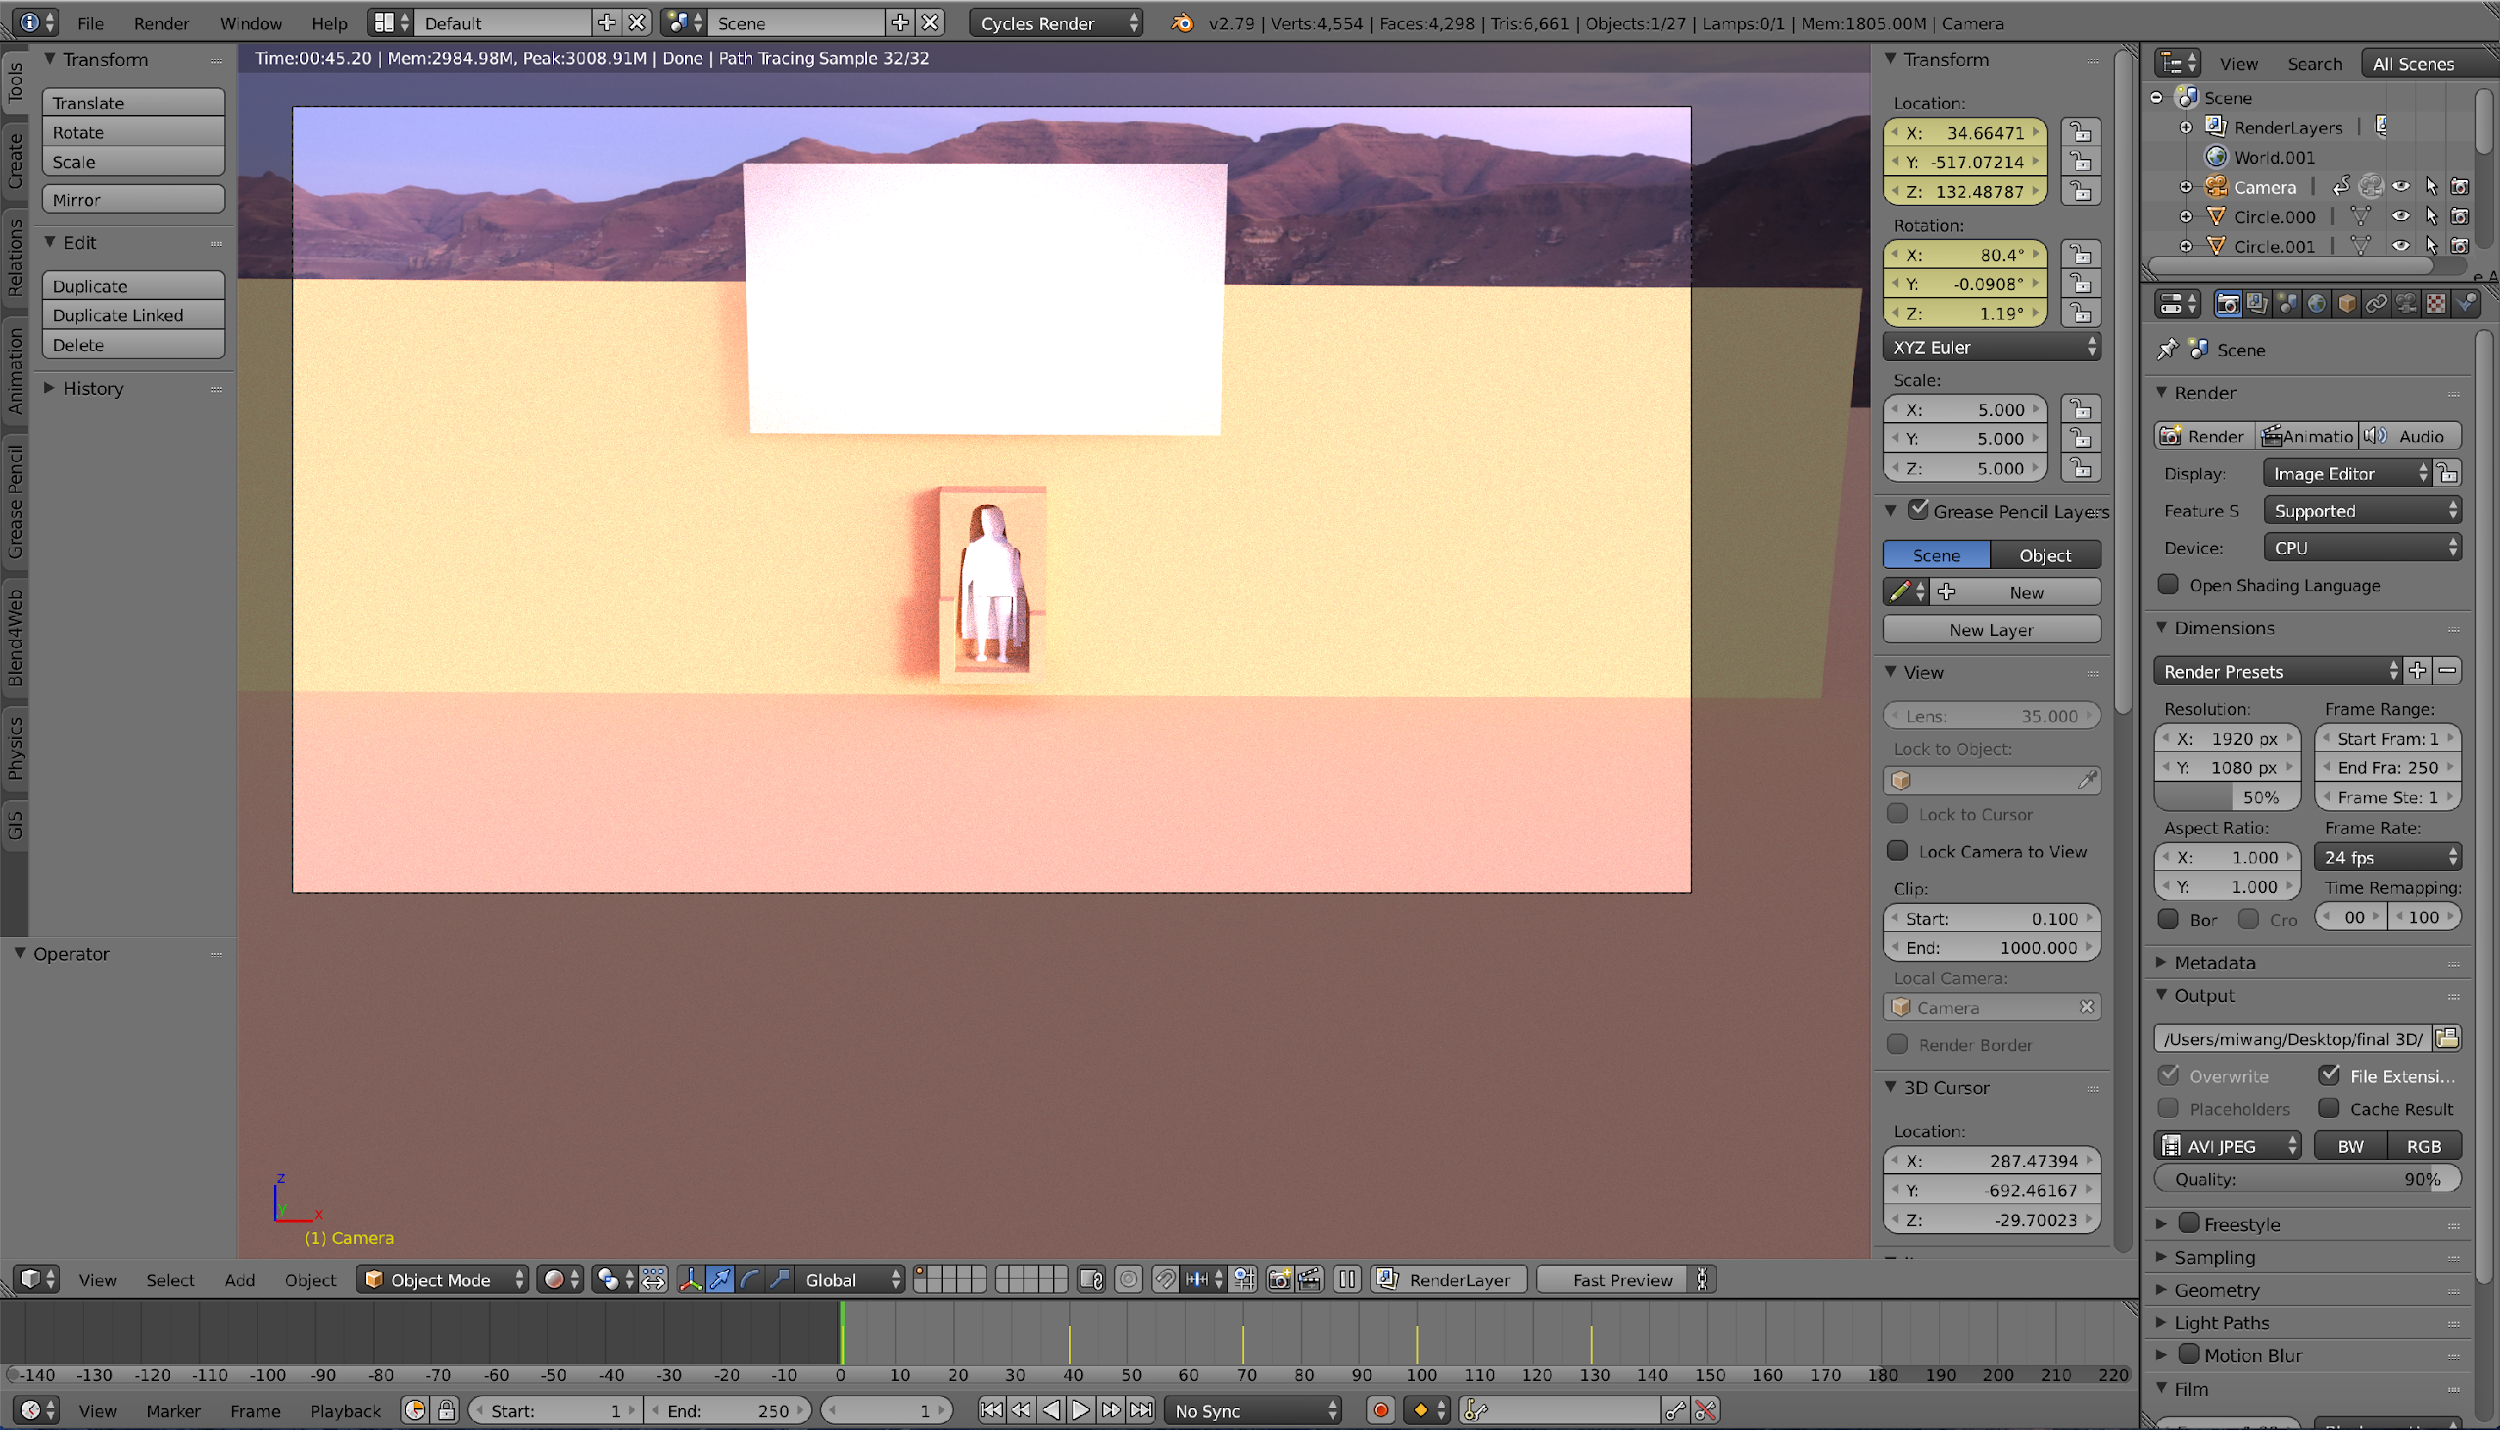 File Render Window Help Default Scene Cycles Render v2.79 | Verts:4,554 | Faces:4,298 | Tris:6,661 | Objects:1/27 | Lamps:0/1 | Mem:1805.00M | Camera
Time:00:45.20 | Mem:2984.98M, Peak:3008.91M | Done | Path Tracing Sample 32/32
Tools
Create
Relations
Animation
Grease Pencil
Blend4Web
Physics
GIS
Transform
Translate
Rotate
Scale
Mirror
Edit
Duplicate
Duplicate Linked
Delete
History
Operator
Z
Y
X
(1) Camera
Transform
Location:
X: 34.66471
Y: -517.07214
Z: 132.48787
Rotation:
X: 80.4°
Y: -0.0908°
Z: 1.19°
XYZ Euler
Scale:
X: 5.000
Y: 5.000
Z: 5.000
Grease Pencil Layers
Scene Object
New
New Layer
View
Lens: 35.000
Lock to Object:
Lock to Cursor
Lock Camera to View
Clip:
Start: 0.100
End: 1000.000
Local Camera:
Camera
Render Border
3D Cursor
Location:
X: 287.47394
Y: -692.46167
Z: -29.70023
View Search All Scenes
Scene
RenderLayers |
World.001
Camera |
Circle.000 |
Circle.001 |
Scene
Render
Render Animatio Audio
Display: Image Editor
Feature S Supported
Device: CPU
Open Shading Language
Dimensions
Render Presets
Resolution: Frame Range:
X: 1920 px Start Fram: 1
Y: 1080 px End Fra: 250
50% Frame Ste: 1
Aspect Ratio: Frame Rate:
X: 1.000 24 fps
Y: 1.000 Time Remapping:
Bor Cro 00 100
Metadata
Output
/Users/miwang/Desktop/final 3D/
Overwrite File Extensi...
Placeholders Cache Result
AVI JPEG BW RGB
Quality: 90%
Freestyle
Sampling
Geometry
Light Paths
Motion Blur
Film
View Select Add Object Object Mode Global RenderLayer Fast Preview
-140 -130 -120 -110 -100 -90 -80 -70 -60 -50 -40 -30 -20 -10 0 10 20 30 40 50 60 70 80 90 100 110 120 130 140 150 160 170 180 190 200 210 220
View Marker Frame Playback Start: 1 End: 250 1 No Sync